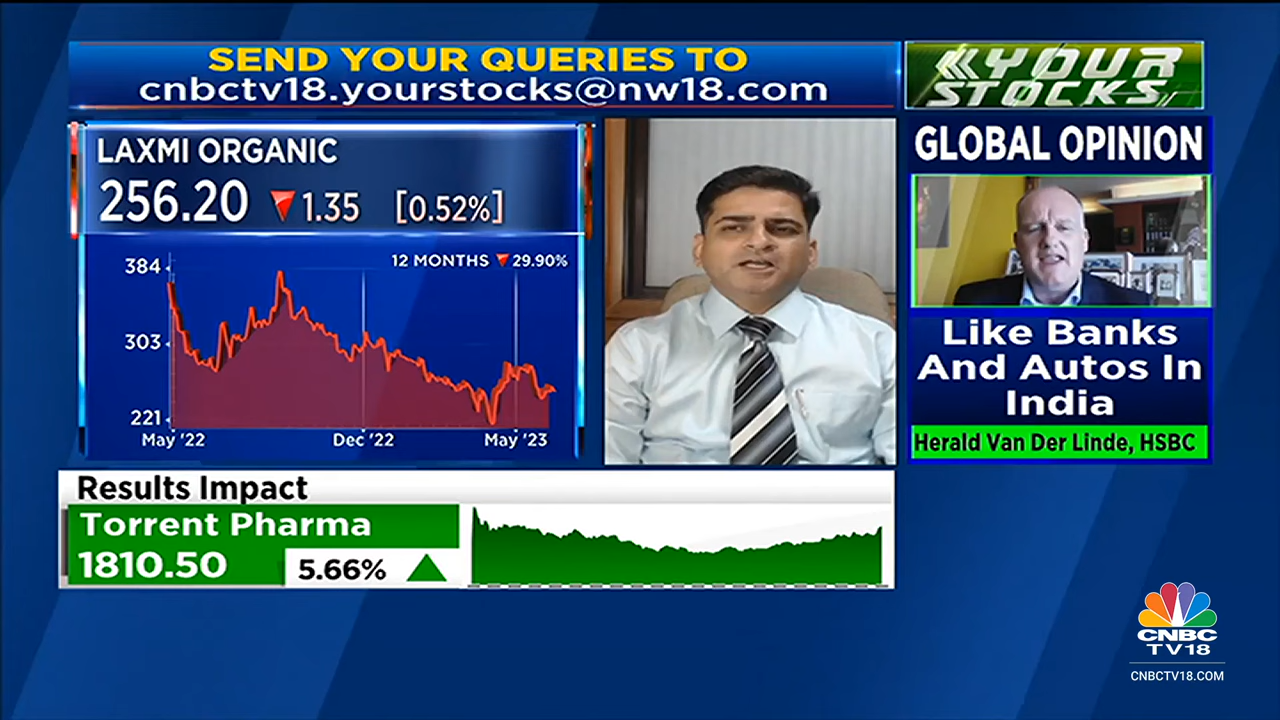 SEND YOUR QUERIES TO
cnbctv18.yourstocks@nw18.com
YOUR
STOCKS
LAXMI ORGANIC
256.20 ▼ 1.35 [0.52%]
12 MONTHS ▼ 29.90%
384
303
221
May '22 Dec '22 May '23
GLOBAL OPINION
Like Banks
And Autos In
India
Herald Van Der Linde, HSBC
Results Impact
Torrent Pharma
1810.50 5.66% ▲
CNBC
TV18
CNBCTV18.COM